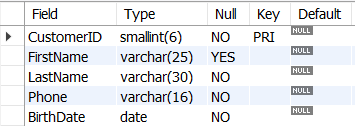 Field Type Null Key Default
CustomerID smallint(6) NO PRI NULL
FirstName varchar(25) YES NULL
LastName varchar(30) NO NULL
Phone varchar(16) NO NULL
BirthDate date NO NULL